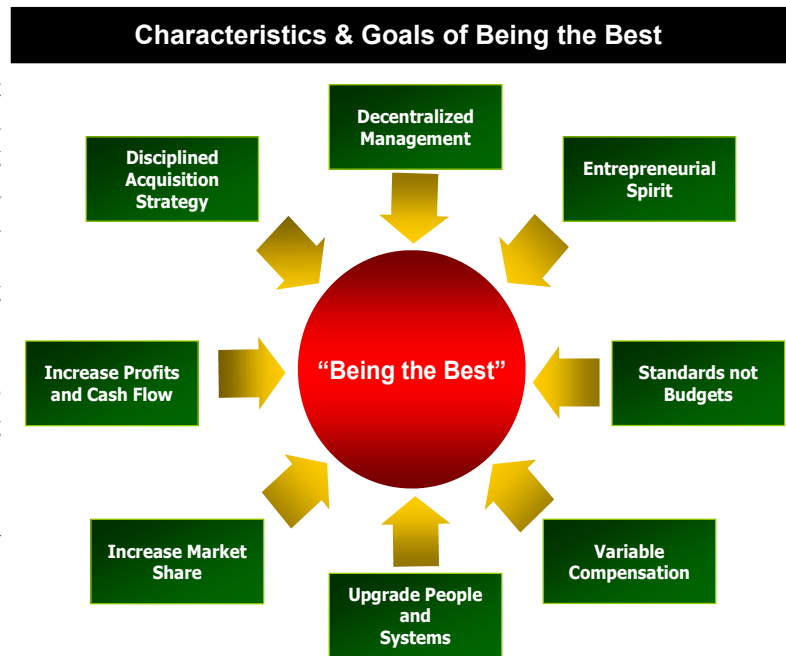 Characteristics & Goals of Being the Best
Decentralized
Management
Disciplined
Acquisition
Strategy
Entrepreneurial
Spirit
Increase Profits
and Cash Flow
“Being the Best”
Standards not
Budgets
Increase Market
Share
Variable
Compensation
Upgrade People
and
Systems